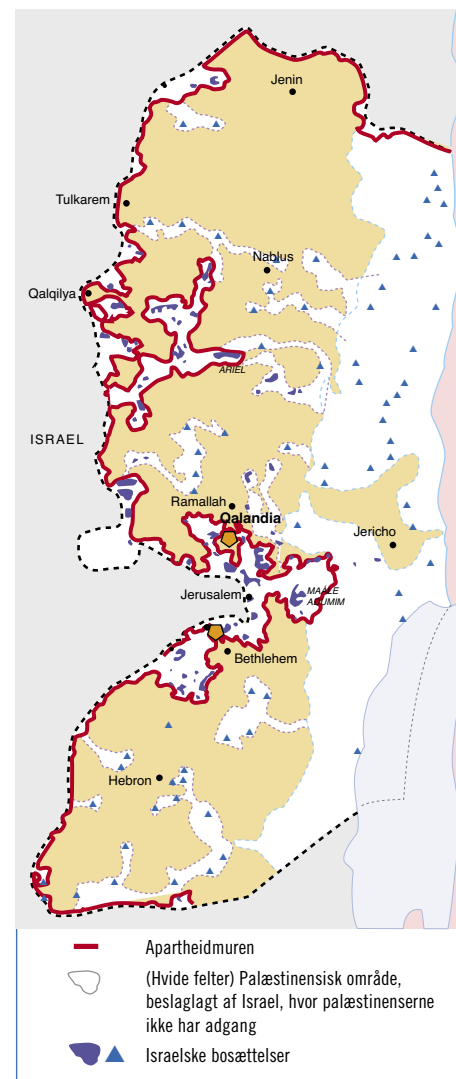 Jenin
Tulkarem
Nablus
Qalqilya
ARIEL
ISRAEL
Ramallah
Qalandia
Jericho
Jerusalem
MAALE
ADUMIM
Bethlehem
Hebron
Apartheidmuren
(Hvide felter) Palæstinensisk område,
beslaglagt af Israel, hvor palæstinenserne
ikke har adgang
Israelske bosættelser